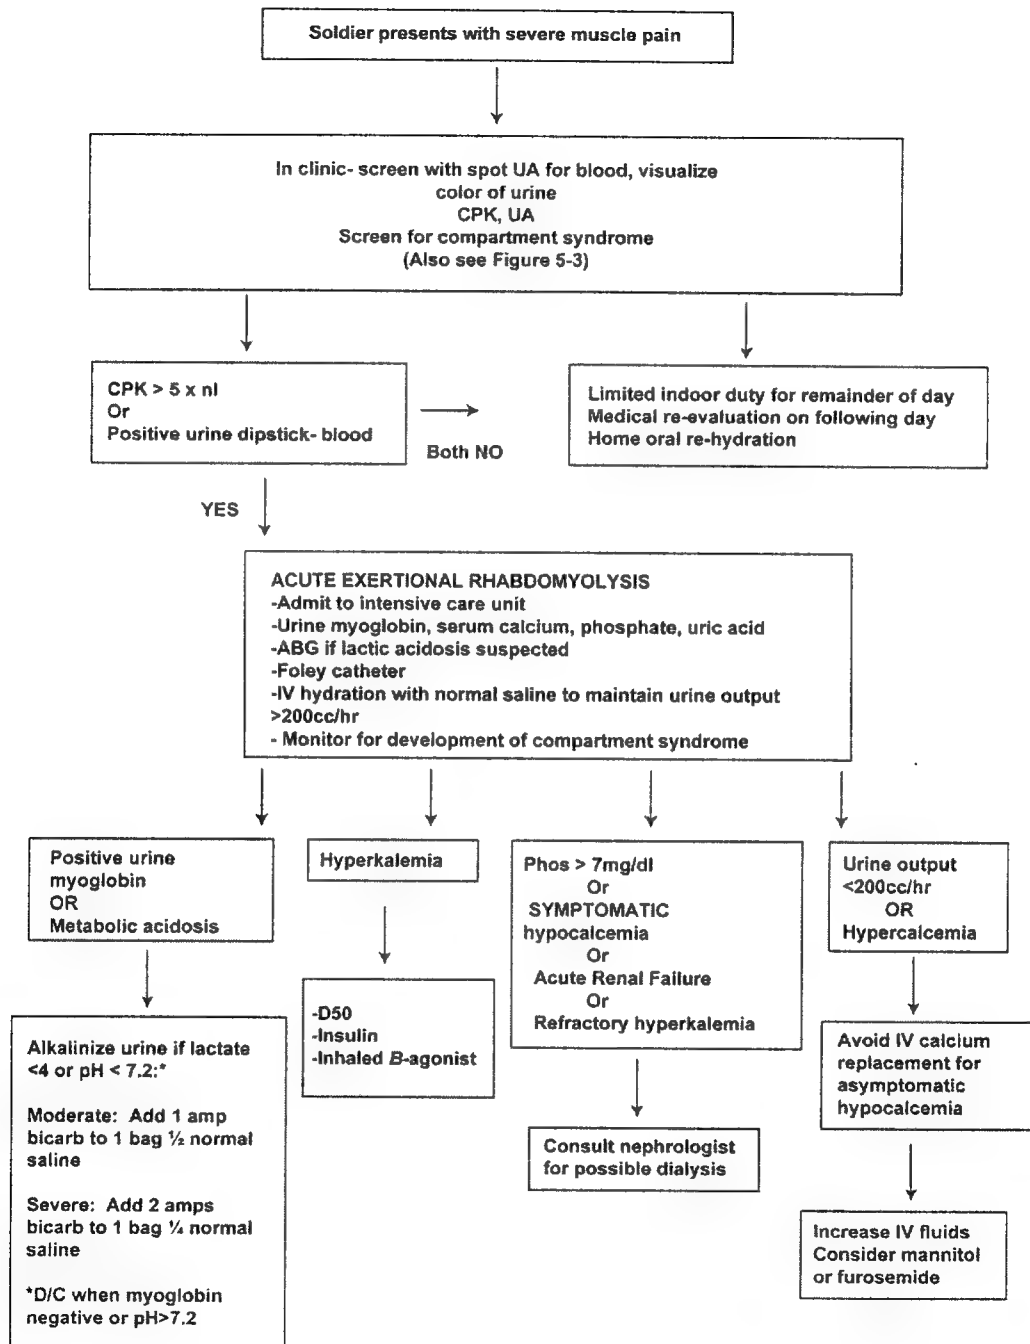 Soldier presents with severe muscle pain
In clinic- screen with spot UA for blood, visualize
color of urine
CPK, UA
Screen for compartment syndrome
(Also see Figure 5-3)
CPK > 5 x nl
Or
Positive urine dipstick- blood
Both NO
Limited indoor duty for remainder of day
Medical re-evaluation on following day
Home oral re-hydration
YES
ACUTE EXERTIONAL RHABDOMYOLYSIS
-Admit to intensive care unit
-Urine myoglobin, serum calcium, phosphate, uric acid
-ABG if lactic acidosis suspected
-Foley catheter
-IV hydration with normal saline to maintain urine output
>200cc/hr
- Monitor for development of compartment syndrome
Positive urine
myoglobin
OR
Metabolic acidosis
Hyperkalemia
Phos > 7mg/dl
Or
SYMPTOMATIC
hypocalcemia
Or
Acute Renal Failure
Or
Refractory hyperkalemia
Urine output
<200cc/hr
OR
Hypercalcemia
Alkalinize urine if lactate
<4 or pH < 7.2:*
Moderate: Add 1 amp
bicarb to 1 bag ½ normal
saline
Severe: Add 2 amps
bicarb to 1 bag ¼ normal
saline
*D/C when myoglobin
negative or pH>7.2
-D50
-Insulin
-Inhaled B-agonist
Consult nephrologist
for possible dialysis
Avoid IV calcium
replacement for
asymptomatic
hypocalcemia
Increase IV fluids
Consider mannitol
or furosemide